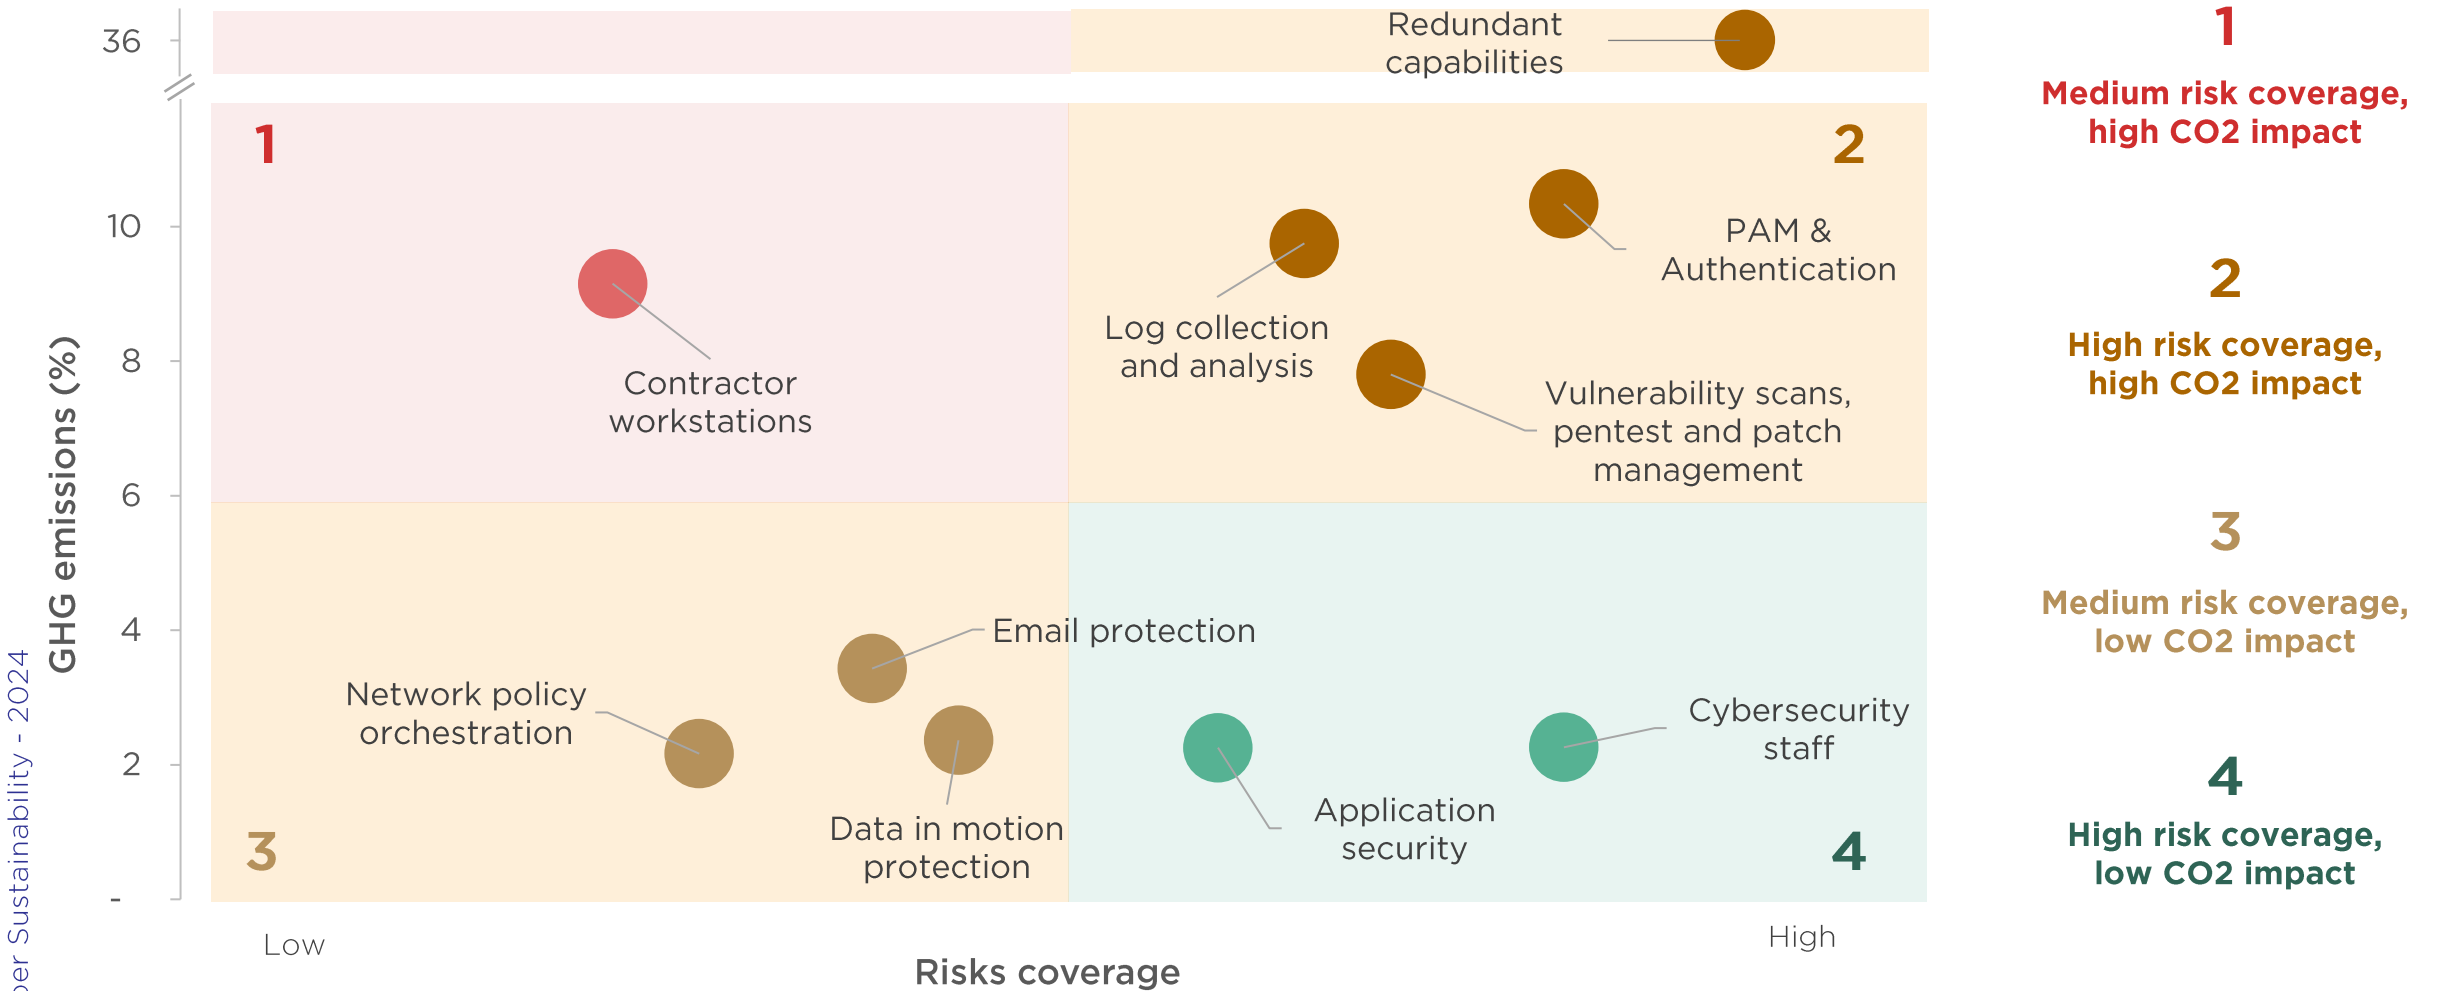 36
Redundant
capabilities
1
2
10
PAM &
Authentication
Log collection
and analysis
8
Contractor
workstations
Vulnerability scans,
pentest and patch
management
6
GHG emissions (%)
4
Email protection
Network policy
orchestration
Cybersecurity
staff
2
Data in motion
protection
Application
security
3
4
-
Low
High
Risks coverage
1
Medium risk coverage,
high CO2 impact
2
High risk coverage,
high CO2 impact
3
Medium risk coverage,
low CO2 impact
4
High risk coverage,
low CO2 impact
Sustainability - 2024